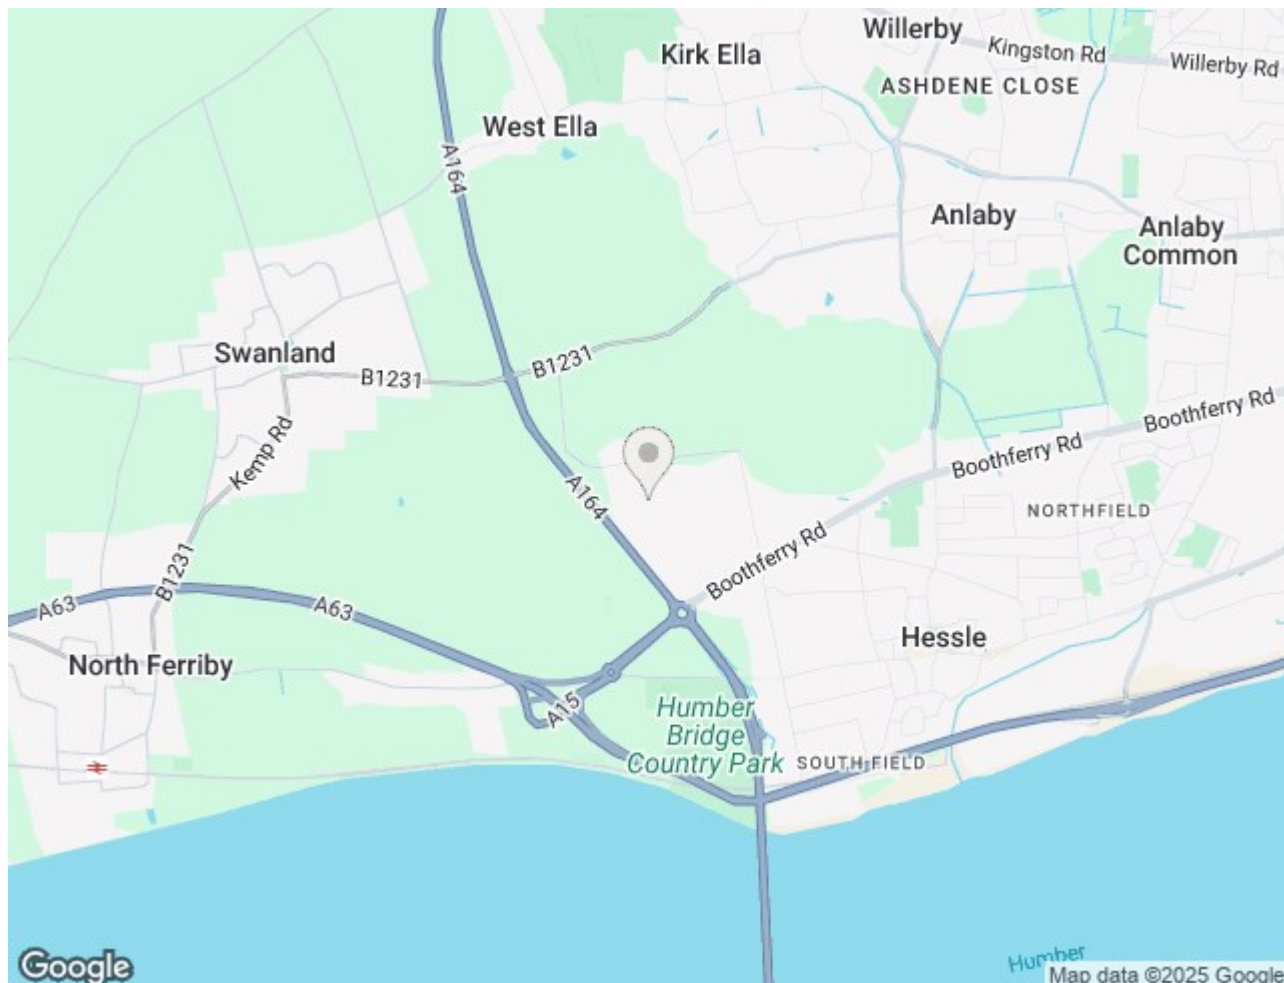 Willerby
Kirk Ella
Kingston Rd
Willerby Rd
ASHDENE CLOSE
West Ella
A164
Anlaby
Anlaby
Common
Swanland
B1231
B1231
Boothferry Rd
Kemp Rd
Boothferry Rd
A164
NORTHFIELD
Boothferry Rd
B1231
A63
A63
Hessle
North Ferriby
A15
Humber
Bridge
Country Park
SOUTH FIELD
Humber
Google
Map data ©2025 Google